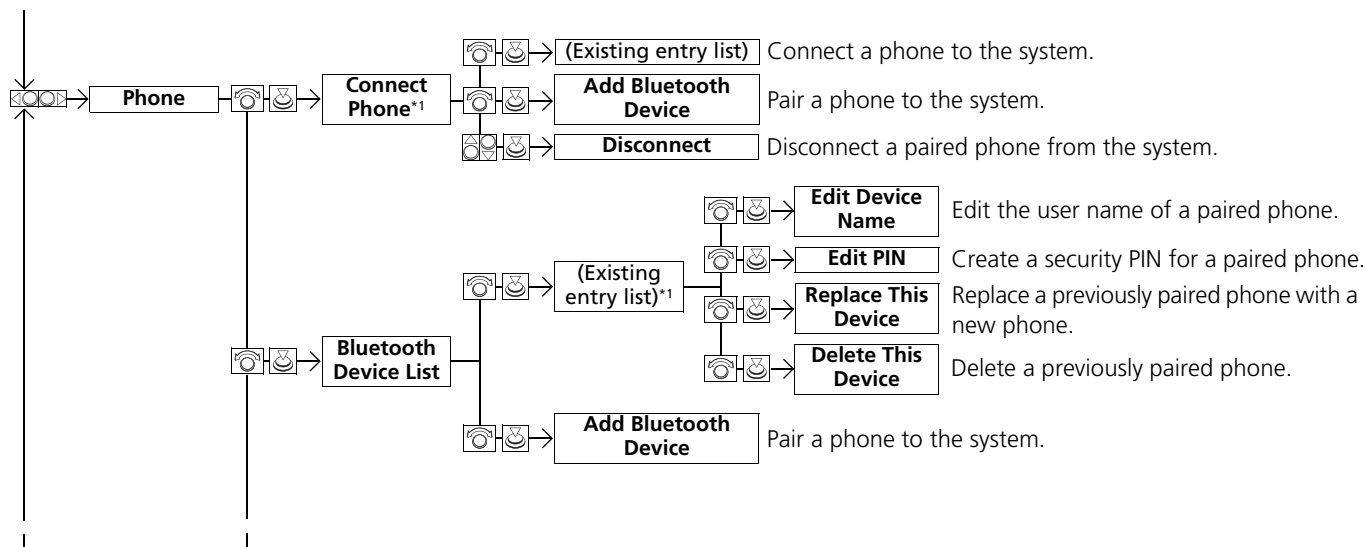 (Existing entry list) Connect a phone to the system.
Phone
Connect
Phone*1
Add Bluetooth
Device
Pair a phone to the system.
Disconnect Disconnect a paired phone from the system.
Edit Device
Name
Edit the user name of a paired phone.
(Existing
entry list)*1
Edit PIN Create a security PIN for a paired phone.
Replace This
Device
Replace a previously paired phone with a
new phone.
Bluetooth
Device List
Delete This
Device
Delete a previously paired phone.
Add Bluetooth
Device
Pair a phone to the system.